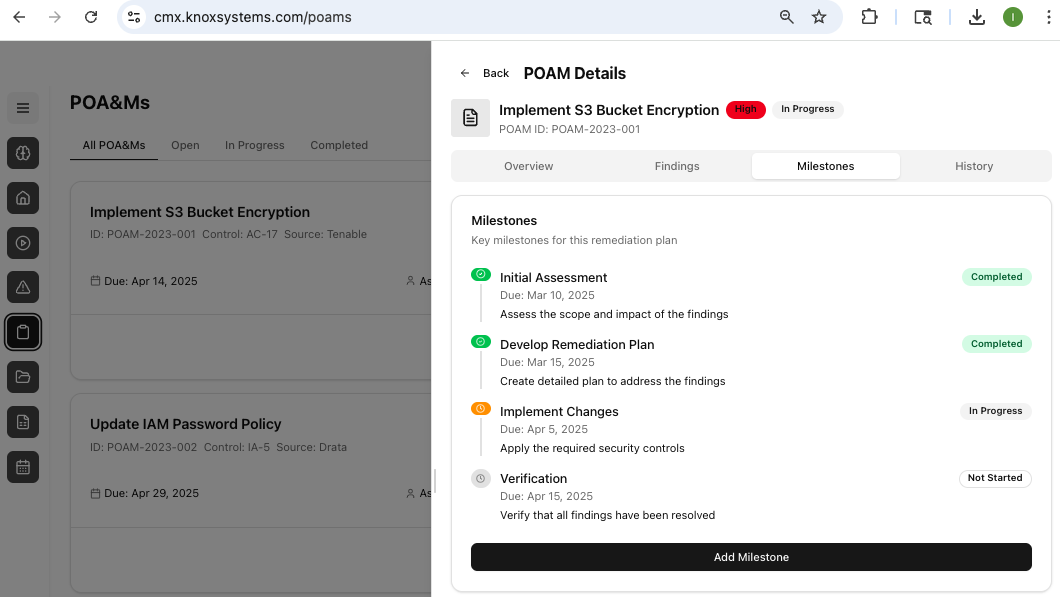 cmx.knoxsystems.com/poams
I
POA&Ms
All POA&Ms Open In Progress Completed
Implement S3 Bucket Encryption
ID: POAM-2023-001 Control: AC-17 Source: Tenable
Due: Apr 14, 2025 As
Update IAM Password Policy
ID: POAM-2023-002 Control: IA-5 Source: Drata
Due: Apr 29, 2025 As
Back POAM Details
Implement S3 Bucket Encryption High In Progress
POAM ID: POAM-2023-001
Overview Findings Milestones History
Milestones
Key milestones for this remediation plan
Initial Assessment Completed
Due: Mar 10, 2025
Assess the scope and impact of the findings
Develop Remediation Plan Completed
Due: Mar 15, 2025
Create detailed plan to address the findings
Implement Changes In Progress
Due: Apr 5, 2025
Apply the required security controls
Verification Not Started
Due: Apr 15, 2025
Verify that all findings have been resolved
Add Milestone